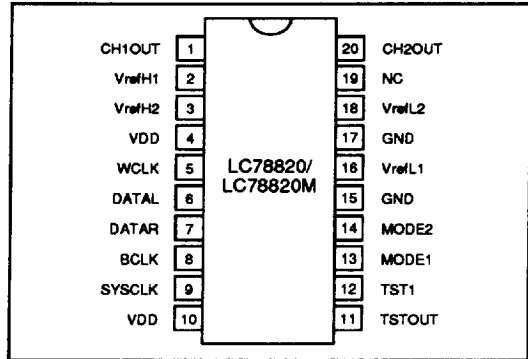 CH1OUT 1 20 CH2OUT
VrefH1 2 19 NC
VrefH2 3 18 VrefL2
VDD 4 17 GND
WCLK 5 16 VrefL1
LC78820/
LC78820M
DATAL 6 15 GND
DATAR 7 14 MODE2
BCLK 8 13 MODE1
SYSCLK 9 12 TST1
VDD 10 11 TSTOUT